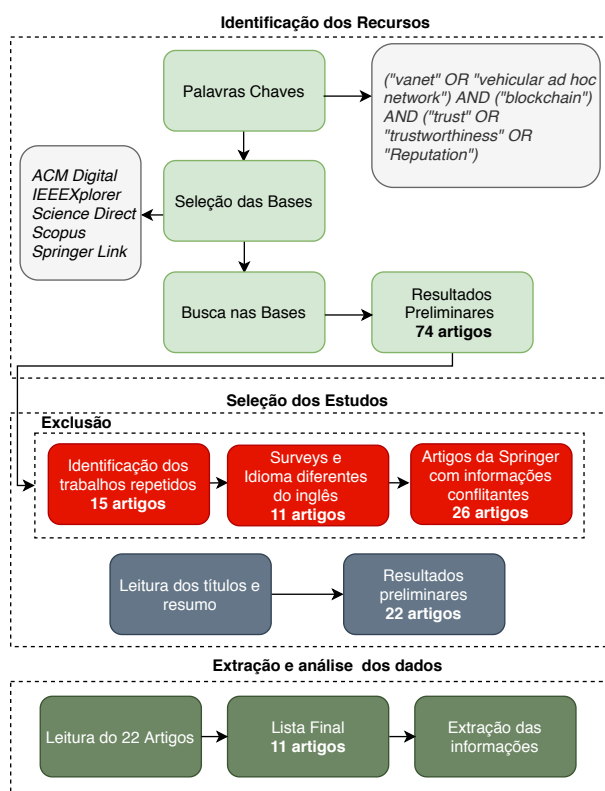 Identificação dos Recursos
Palavras Chaves
("vanet" OR "vehicular ad hoc
network") AND ("blockchain")
AND ("trust" OR
"trustworthiness" OR
"Reputation")
ACM Digital
IEEEXplorer
Science Direct
Scopus
Springer Link
Seleção das Bases
Busca nas Bases
Resultados
Preliminares
74 artigos
Seleção dos Estudos
Exclusão
Identificação dos
trabalhos repetidos
15 artigos
Surveys e
Idioma diferentes
do inglês
11 artigos
Artigos da Springer
com informações
conflitantes
26 artigos
Leitura dos títulos e
resumo
Resultados
preliminares
22 artigos
Extração e análise dos dados
Leitura do 22 Artigos
Lista Final
11 artigos
Extração das
informações